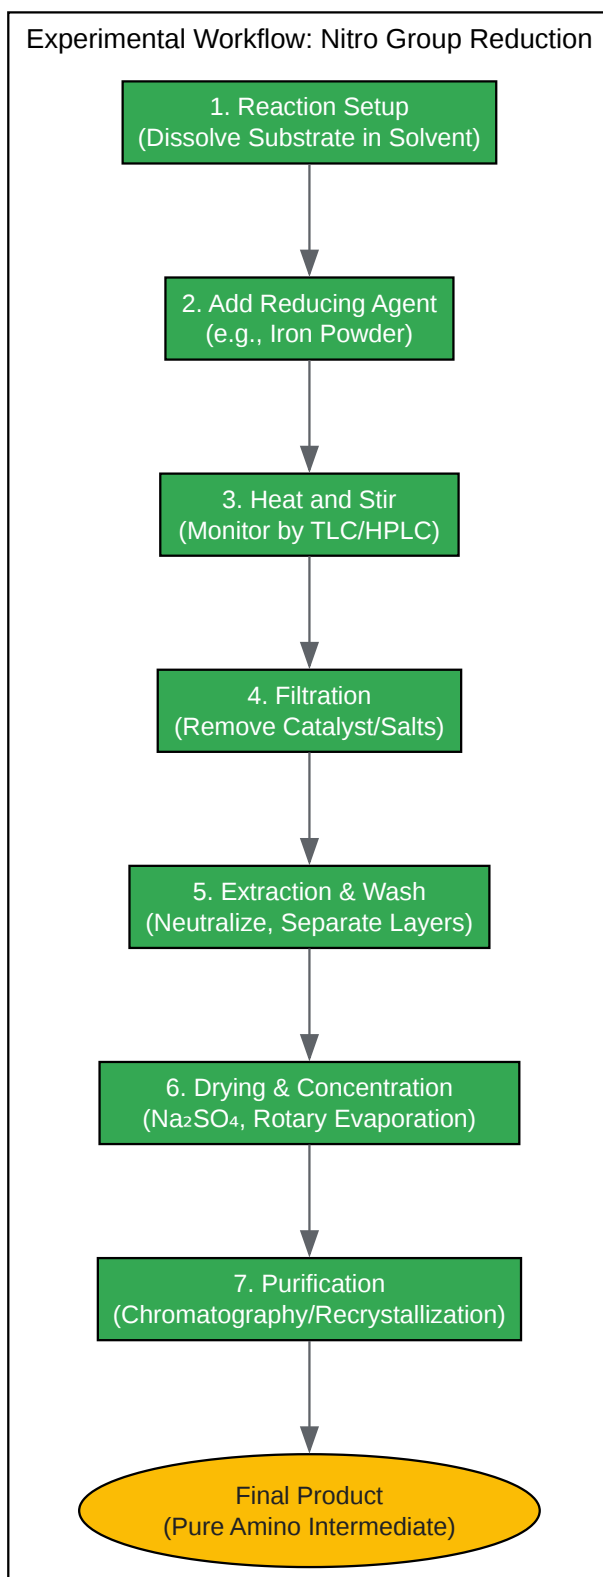 Experimental Workflow: Nitro Group Reduction
1. Reaction Setup
(Dissolve Substrate in Solvent)
2. Add Reducing Agent
(e.g., Iron Powder)
3. Heat and Stir
(Monitor by TLC/HPLC)
4. Filtration
(Remove Catalyst/Salts)
5. Extraction & Wash
(Neutralize, Separate Layers)
6. Drying & Concentration
(Na₂SO₄, Rotary Evaporation)
7. Purification
(Chromatography/Recrystallization)
Final Product
(Pure Amino Intermediate)